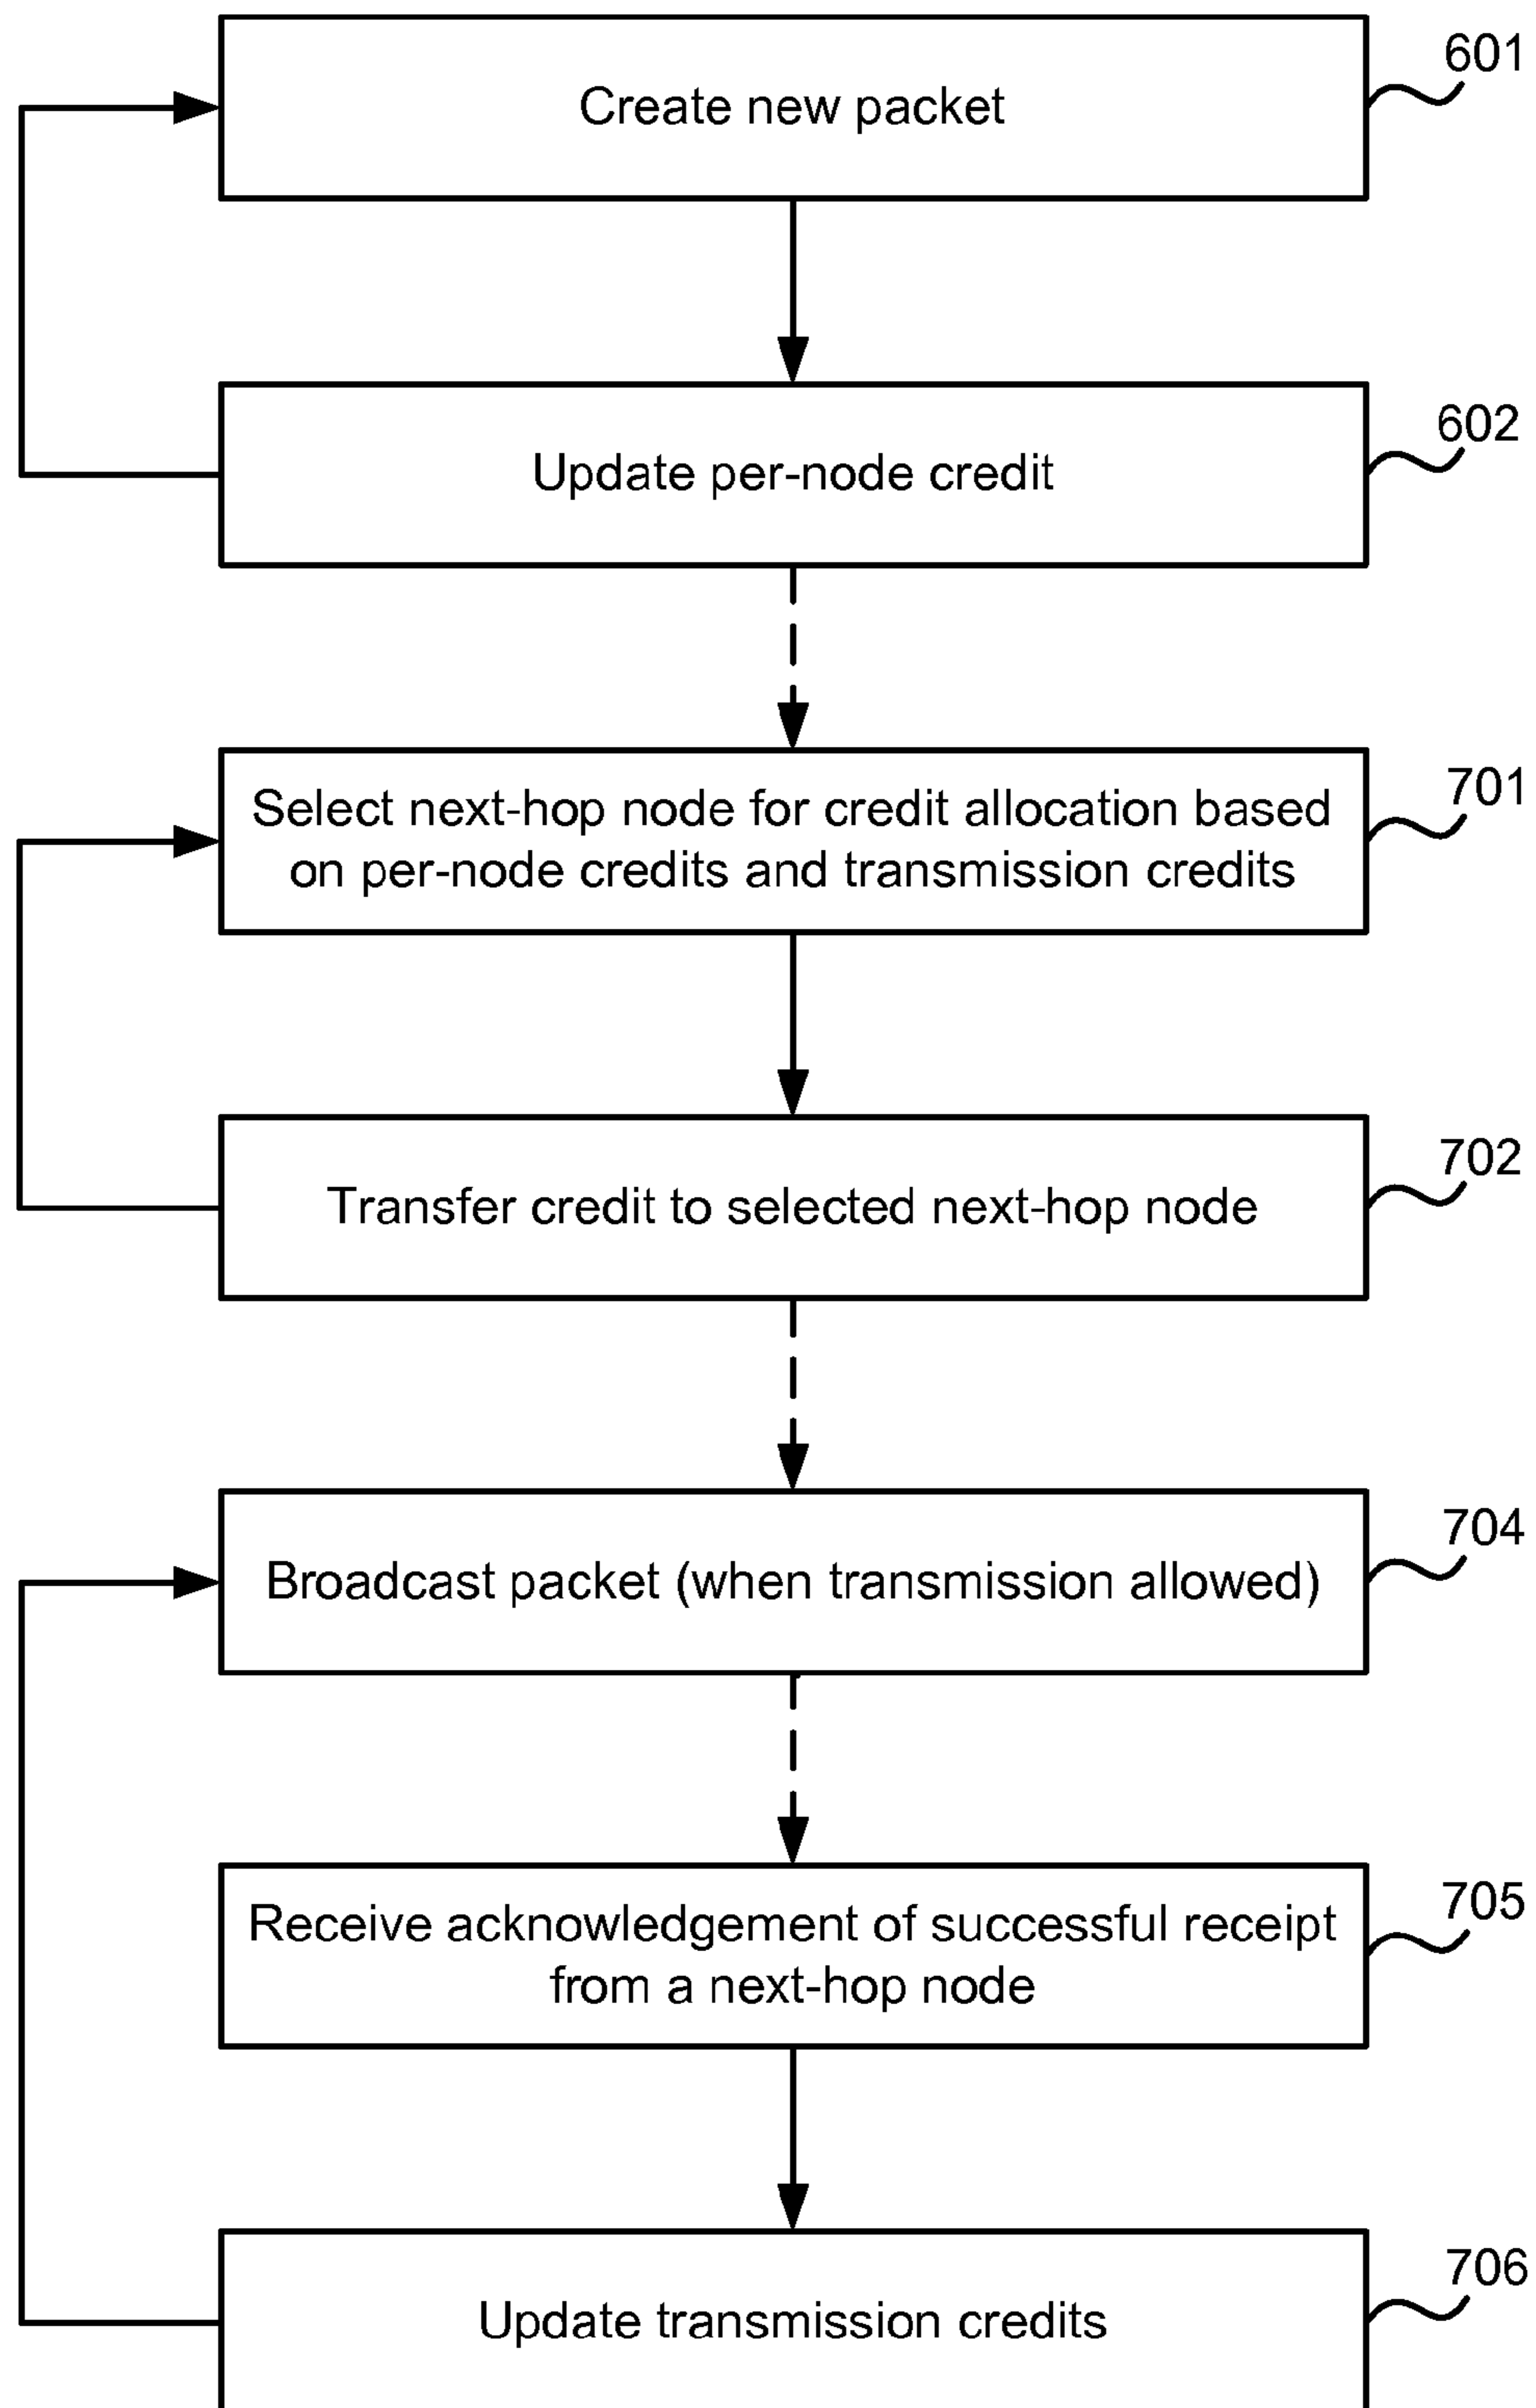 601
Create new packet
602
Update per-node credit
701
Select next-hop node for credit allocation based
on per-node credits and transmission credits
702
Transfer credit to selected next-hop node
704
Broadcast packet (when transmission allowed)
705
Receive acknowledgement of successful receipt
from a next-hop node
706
Update transmission credits